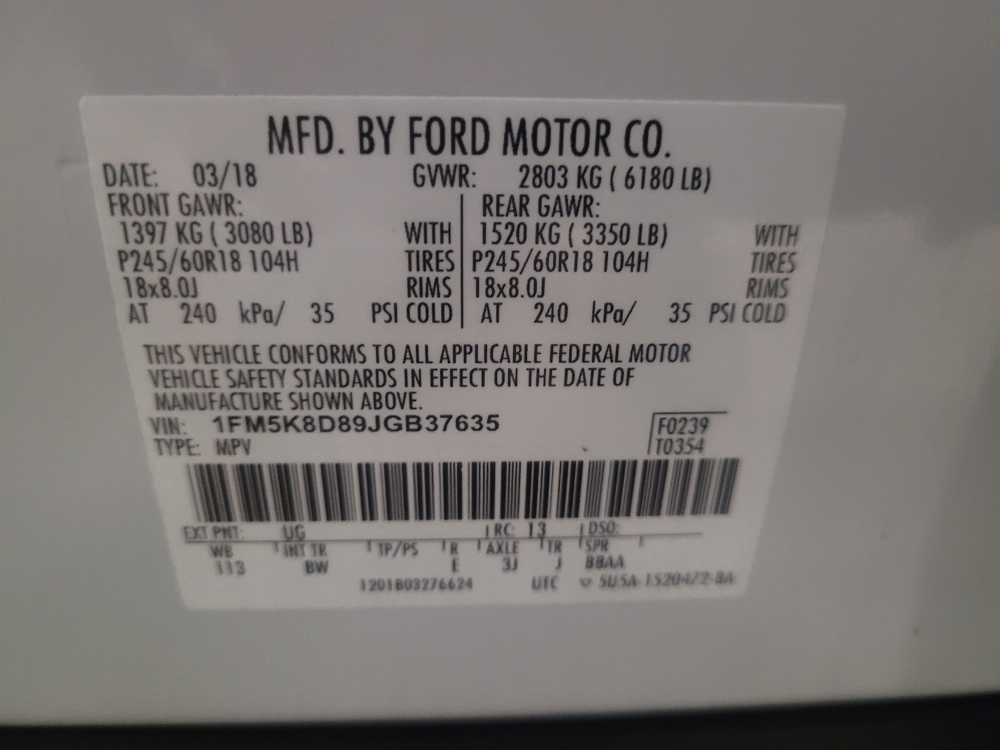 MFD. BY FORD MOTOR CO.
DATE: 03/18 GVWR: 2803 KG ( 6180 LB)
FRONT GAWR: REAR GAWR:
1397 KG ( 3080 LB) WITH 1520 KG ( 3350 LB) WITH
P245/60R18 104H TIRES P245/60R18 104H TIRES
18x8.0J RIMS 18x8.0J RIMS
AT 240 kPa/ 35 PSI COLD AT 240 kPa/ 35 PSI COLD
THIS VEHICLE CONFORMS TO ALL APPLICABLE FEDERAL MOTOR
VEHICLE SAFETY STANDARDS IN EFFECT ON THE DATE OF
MANUFACTURE SHOWN ABOVE.
VIN: 1FM5K8D89JGB37635 F0239
TYPE: MPV T0354
EXT PNT: UG RC: 13 DSO:
WB INT TR TP/PS R AXLE TR SPR
113 BW E 3J J BBAA
1201803276624 UTC 5U5A-1520472-BA